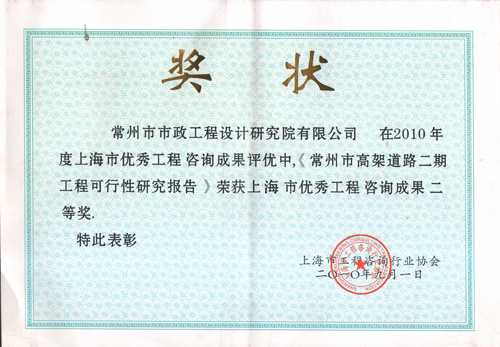 奖 状
常州市市政工程设计研究院有限公司 在2010年
度上海市优秀工程咨询成果评优中,《常州市高架道路二期
工程可行性研究报告》荣获上海市优秀工程咨询成果二
等奖.
特此表彰
上海市工程咨询行业协会
二〇一〇年九月一日